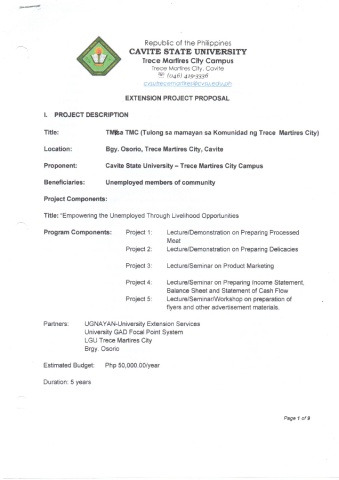 Republic of the Philippines
CAVITE STATE UNIVERSITY
Trece Martires City Campus
Trece Martires City, Cavite
☏ (046) 419-3336
cvsutrecemartires@cvsu.edu.ph
EXTENSION PROJECT PROPOSAL
I. PROJECT DESCRIPTION
Title: sa TMC (Tulong sa mamayan sa Komunidad ng Trece Martires City)
Location: Bgy. Osorio, Trece Martires City, Cavite
Proponent: Cavite State University – Trece Martires City Campus
Beneficiaries: Unemployed members of community
Project Components:
Title: "Empowering the Unemployed Through Livelihood Opportunities
Program Components: Project 1: Lecture/Demonstration on Preparing Processed
Meat
Project 2: Lecture/Demonstration on Preparing Delicacies
Project 3: Lecture/Seminar on Product Marketing
Project 4: Lecture/Seminar on Preparing Income Statement,
Balance Sheet and Statement of Cash Flow
Project 5: Lecture/Seminar/Workshop on preparation of
flyers and other advertisement materials.
Partners: UGNAYAN-University Extension Services
University GAD Focal Point System
LGU Trece Martires City
Brgy. Osorio
Estimated Budget: Php 50,000.00/year
Duration: 5 years
Page 1 of 9